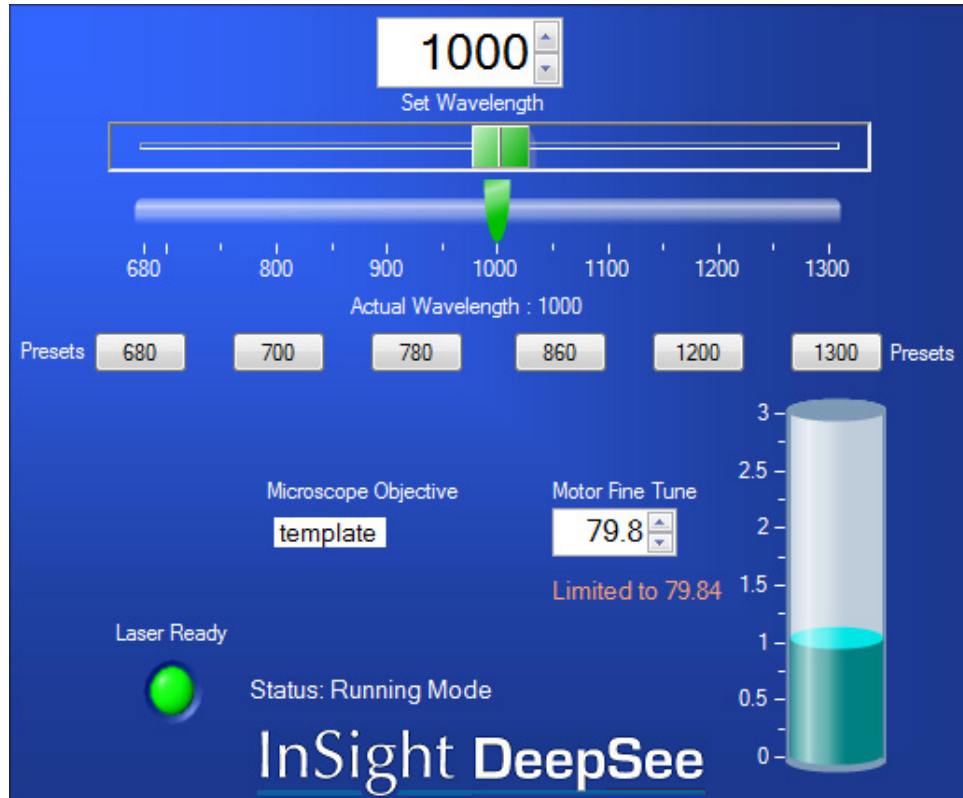 1000
Set Wavelength
680 800 900 1000 1100 1200 1300
Actual Wavelength : 1000
Presets 680 700 780 860 1200 1300 Presets
3
2.5
2
1.5
1
0.5
0
Microscope Objective
template
Motor Fine Tune
79.8
Limited to 79.84
Laser Ready
Status: Running Mode
InSight DeepSee